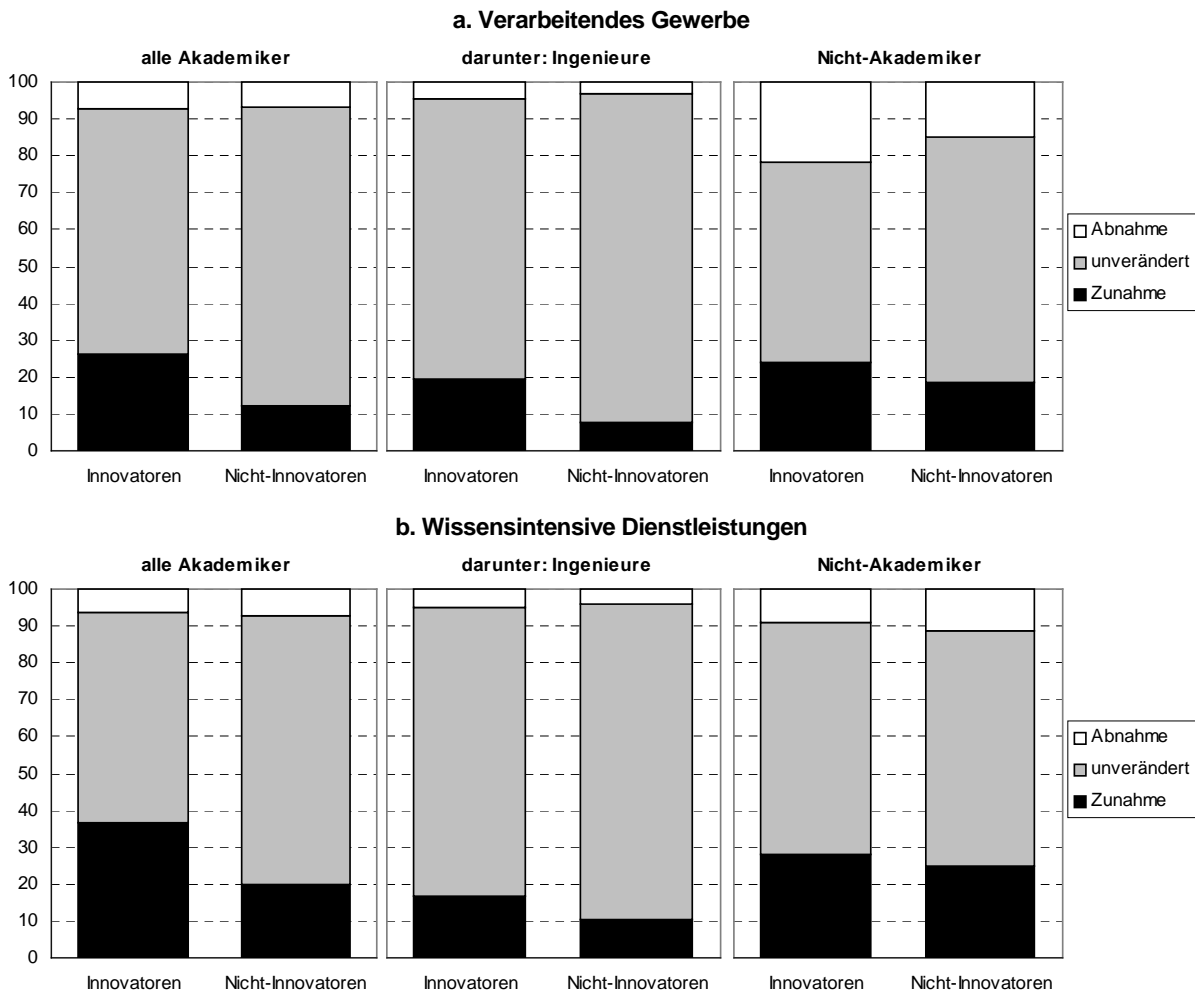 a. Verarbeitendes Gewerbe
alle Akademiker darunter: Ingenieure Nicht-Akademiker
100
90
80
70
60
50
40
30
20
10
0
Abnahme
unverändert
Zunahme
Innovatoren Nicht-Innovatoren Innovatoren Nicht-Innovatoren Innovatoren Nicht-Innovatoren
b. Wissensintensive Dienstleistungen
alle Akademiker darunter: Ingenieure Nicht-Akademiker
100
90
80
70
60
50
40
30
20
10
0
Abnahme
unverändert
Zunahme
Innovatoren Nicht-Innovatoren Innovatoren Nicht-Innovatoren Innovatoren Nicht-Innovatoren